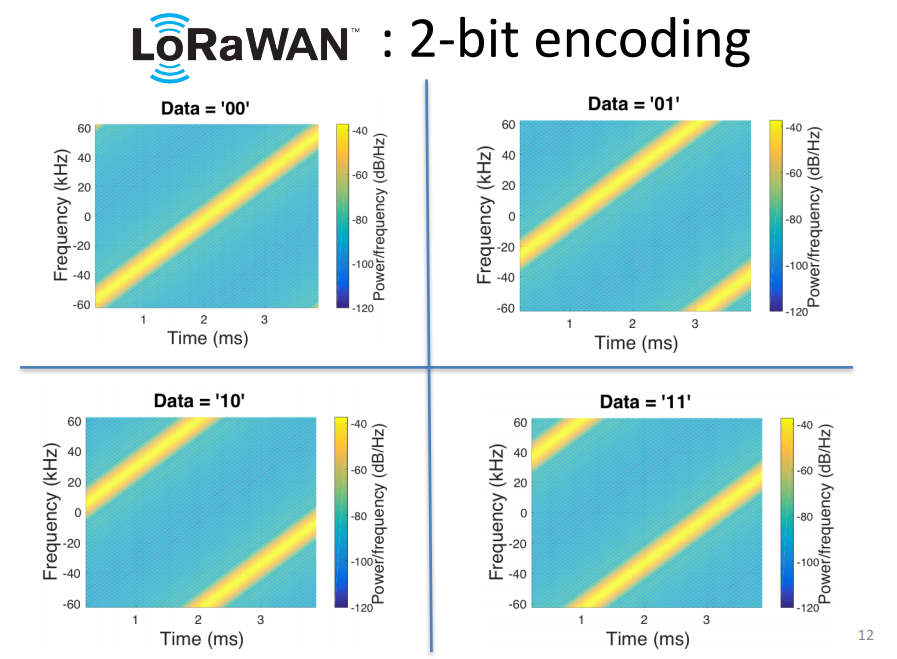 LoRaWAN™ : 2-bit encoding
Data = '00'
60
40
20
0
-20
-40
-60
Frequency (kHz)
1 2 3
Time (ms)
-40
-60
-80
-100
-120
Power/frequency (dB/Hz)
Data = '01'
60
40
20
0
-20
-40
-60
Frequency (kHz)
1 2 3
Time (ms)
-40
-60
-80
-100
-120
Power/frequency (dB/Hz)
Data = '10'
60
40
20
0
-20
-40
-60
Frequency (kHz)
1 2 3
Time (ms)
-40
-60
-80
-100
-120
Power/frequency (dB/Hz)
Data = '11'
60
40
20
0
-20
-40
-60
Frequency (kHz)
1 2 3
Time (ms)
-40
-60
-80
-100
-120
Power/frequency (dB/Hz)
12